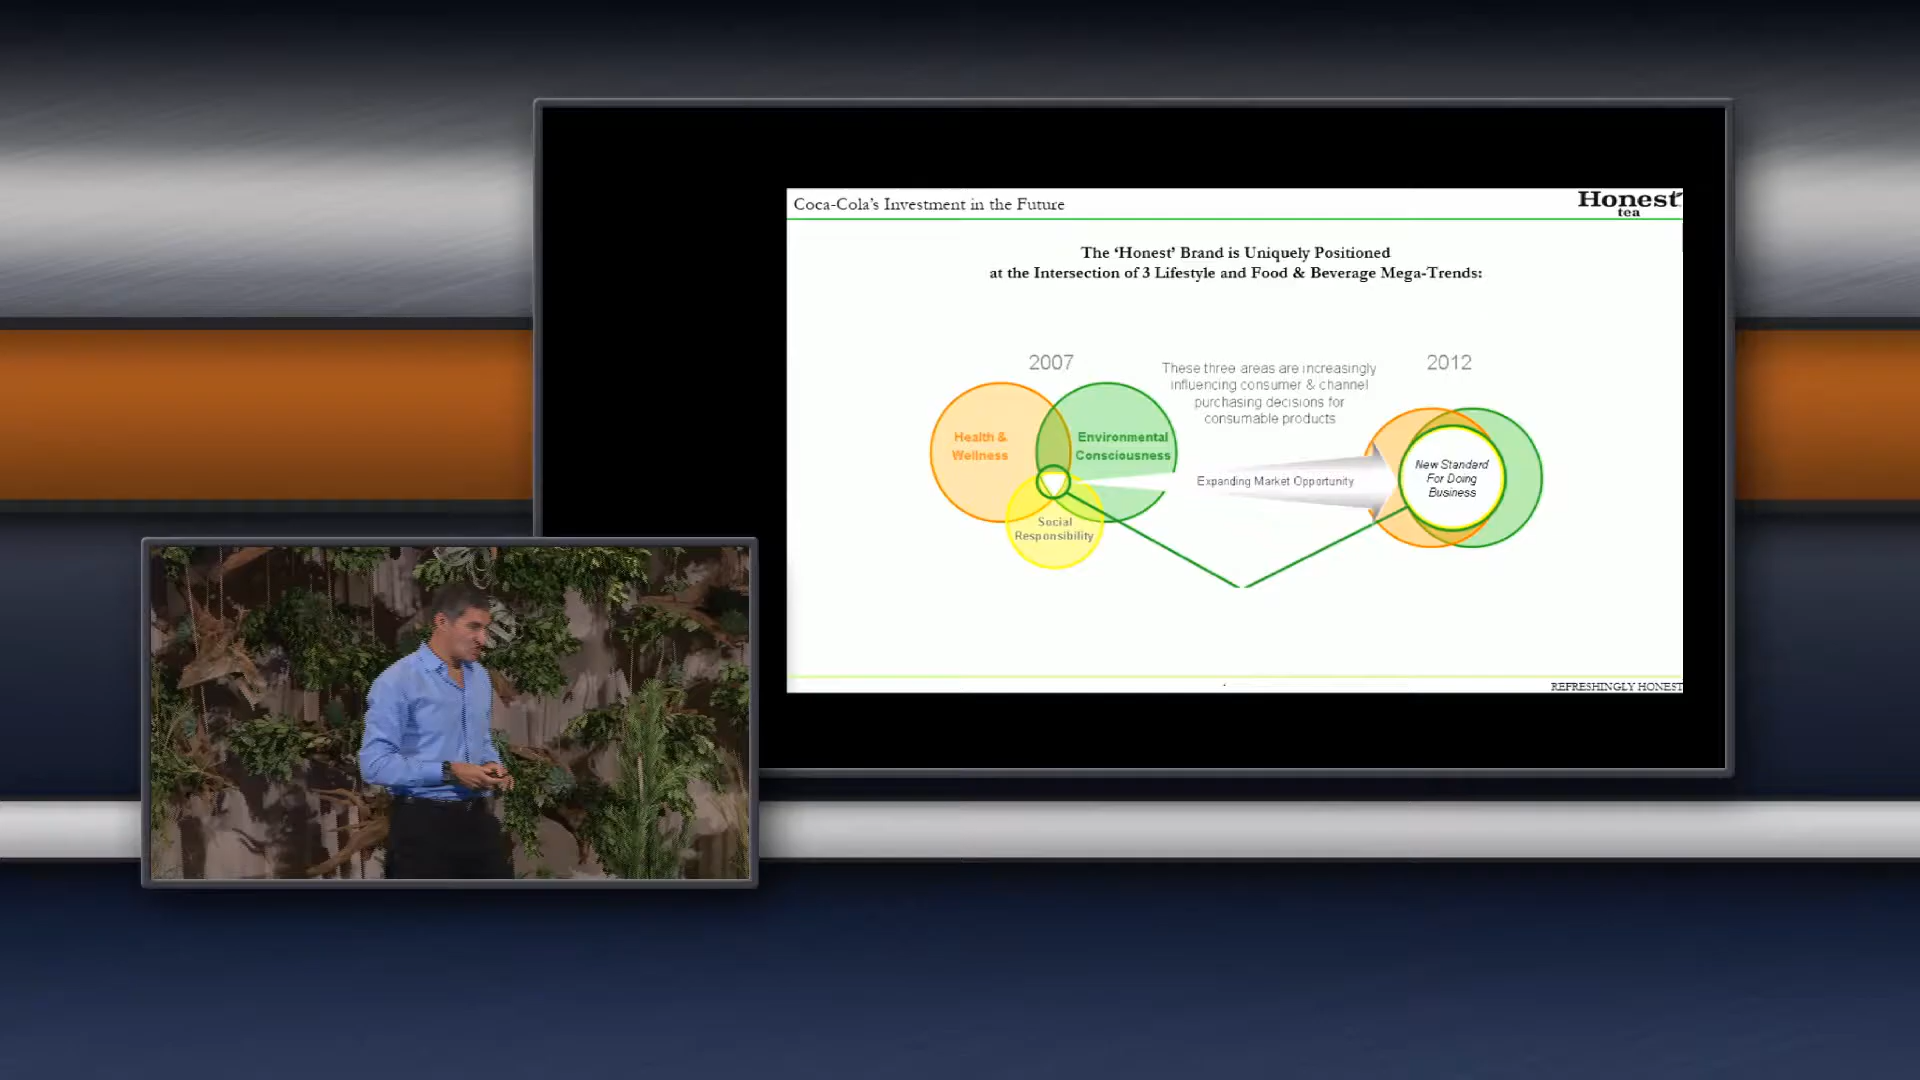 Coca-Cola's Investment in the Future
Honest
tea
The ‘Honest’ Brand is Uniquely Positioned
at the Intersection of 3 Lifestyle and Food & Beverage Mega-Trends:
2007
These three areas are increasingly
influencing consumer & channel
purchasing decisions for
consumable products
2012
Health &
Wellness
Environmental
Consciousness
Social
Responsibility
Expanding Market Opportunity
New Standard
For Doing
Business
REFRESHINGLY HONEST